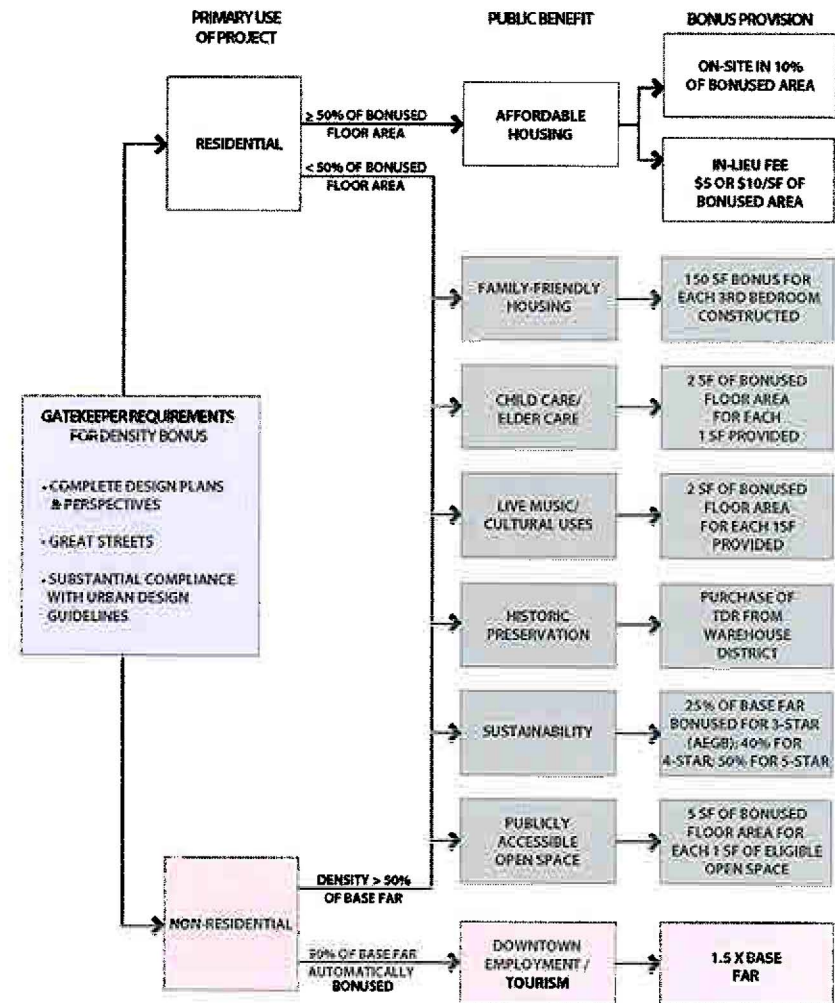 PRIMARY USE
OF PROJECT
PUBLIC BENEFIT
BONUS PROVISION
RESIDENTIAL
≥ 50% OF BONUSED
FLOOR AREA
< 50% OF BONUSED
FLOOR AREA
AFFORDABLE
HOUSING
ON-SITE IN 10%
OF BONUSED AREA
IN-LIEU FEE
$5 OR $10/SF OF
BONUSED AREA
FAMILY-FRIENDLY
HOUSING
150 SF BONUS FOR
EACH 3RD BEDROOM
CONSTRUCTED
CHILD CARE/
ELDER CARE
2 SF OF BONUSED
FLOOR AREA
FOR EACH
1 SF PROVIDED
GATEKEEPER REQUIREMENTS
FOR DENSITY BONUS
• COMPLETE DESIGN PLANS
& PERSPECTIVES
• GREAT STREETS
• SUBSTANTIAL COMPLIANCE
WITH URBAN DESIGN
GUIDELINES
LIVE MUSIC/
CULTURAL USES
2 SF OF BONUSED
FLOOR AREA
FOR EACH 1SF
PROVIDED
HISTORIC
PRESERVATION
PURCHASE OF
TDR FROM
WAREHOUSE
DISTRICT
SUSTAINABILITY
25% OF BASE FAR
BONUSED FOR 3-STAR
(AEGB); 40% FOR
4-STAR; 50% FOR 5-STAR
PUBLICLY
ACCESSIBLE
OPEN SPACE
5 SF OF BONUSED
FLOOR AREA FOR
EACH 1 SF OF ELIGIBLE
OPEN SPACE
NON-RESIDENTIAL
DENSITY > 50%
OF BASE FAR
50% OF BASE FAR
AUTOMATICALLY
BONUSED
DOWNTOWN
EMPLOYMENT /
TOURISM
1.5 X BASE
FAR